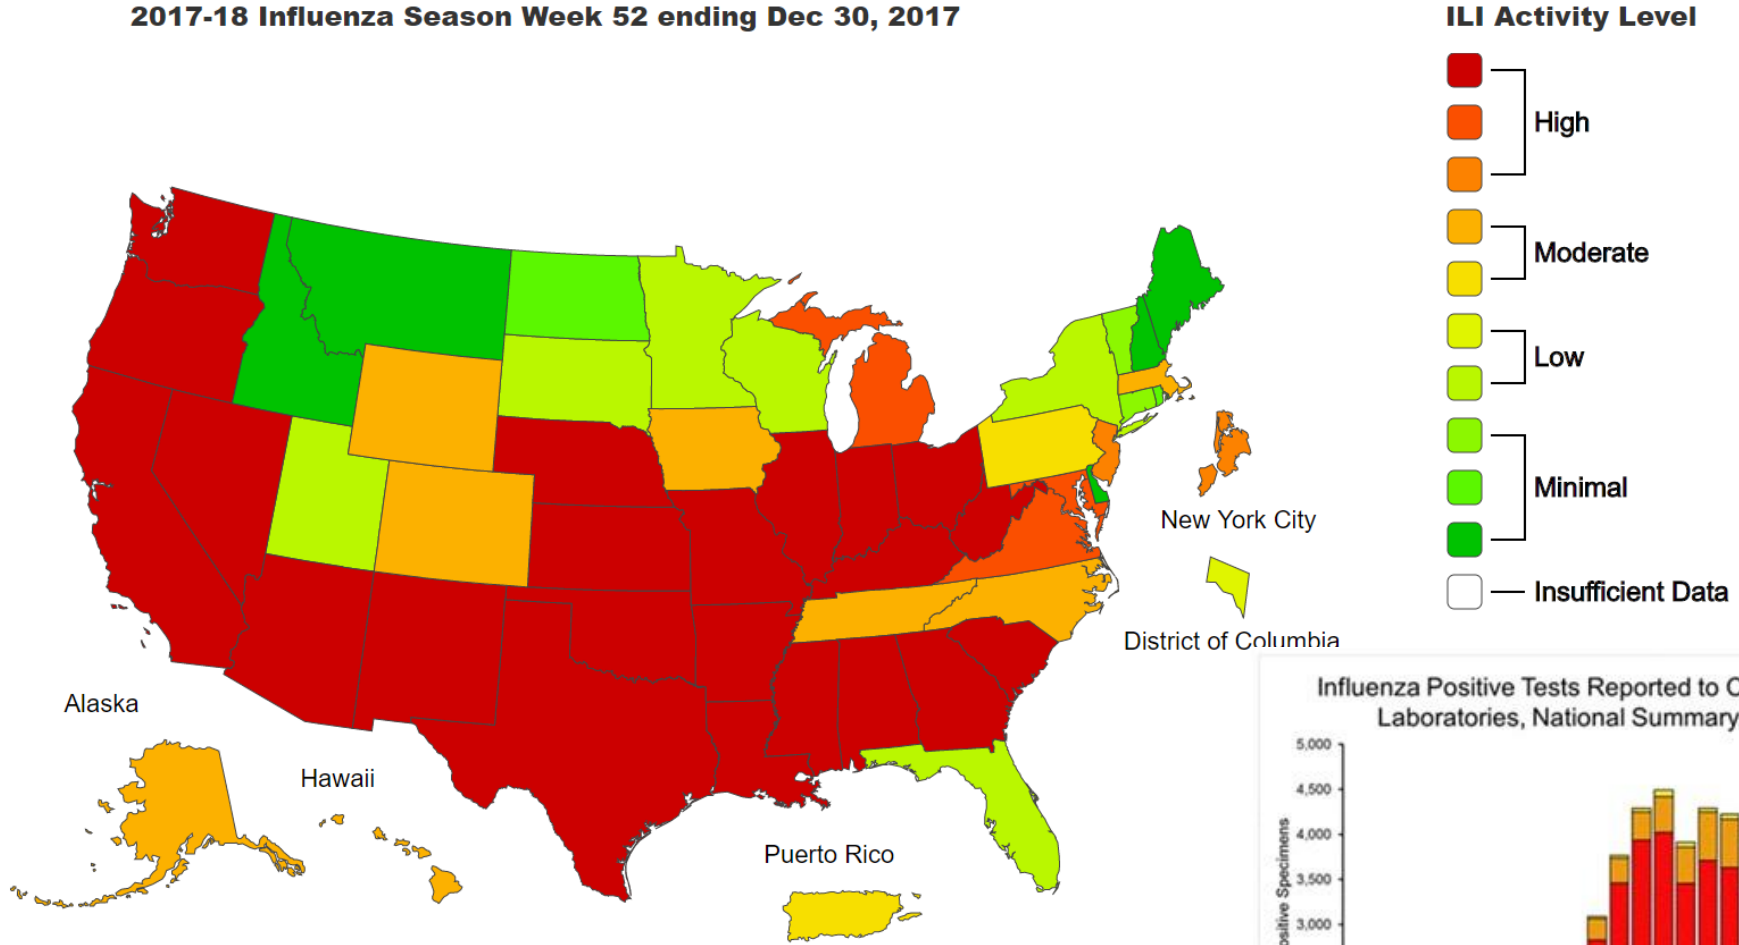 2017-18 Influenza Season Week 52 ending Dec 30, 2017
ILI Activity Level
High
Moderate
Low
Minimal
Insufficient Data
New York City
District of Columbia
Alaska
Hawaii
Puerto Rico
Influenza Positive Tests Reported to
Laboratories, National Summary
5,000
4,500
4,000
3,500
3,000
Specimens